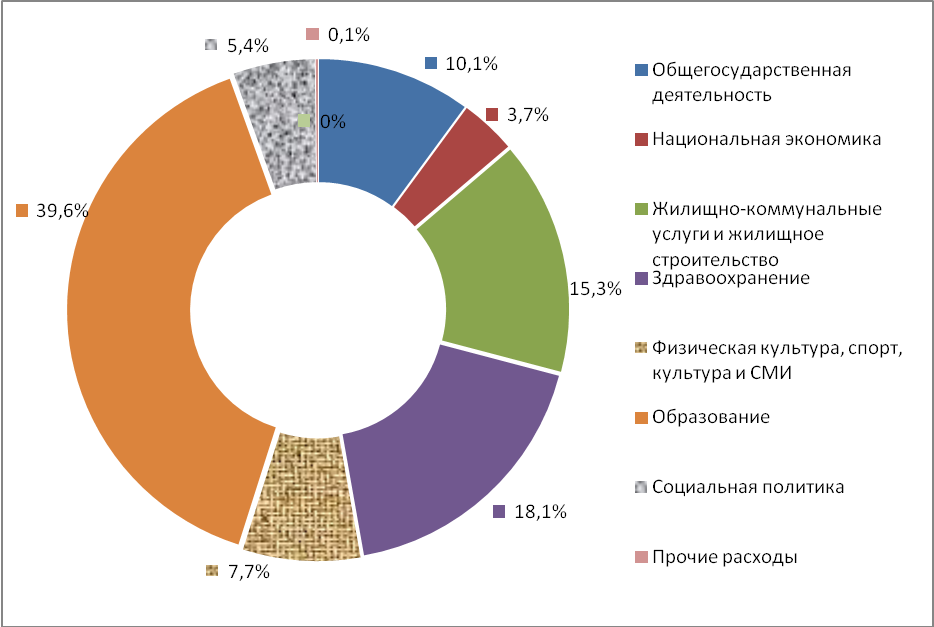 5,4%
0,1%
10,1%
3,7%
0%
39,6%
15,3%
18,1%
7,7%
Общегосударственная
деятельность
Национальная экономика
Жилищно-коммунальные
услуги и жилищное
строительство
Здравоохранение
Физическая культура, спорт,
культура и СМИ
Образование
Социальная политика
Прочие расходы